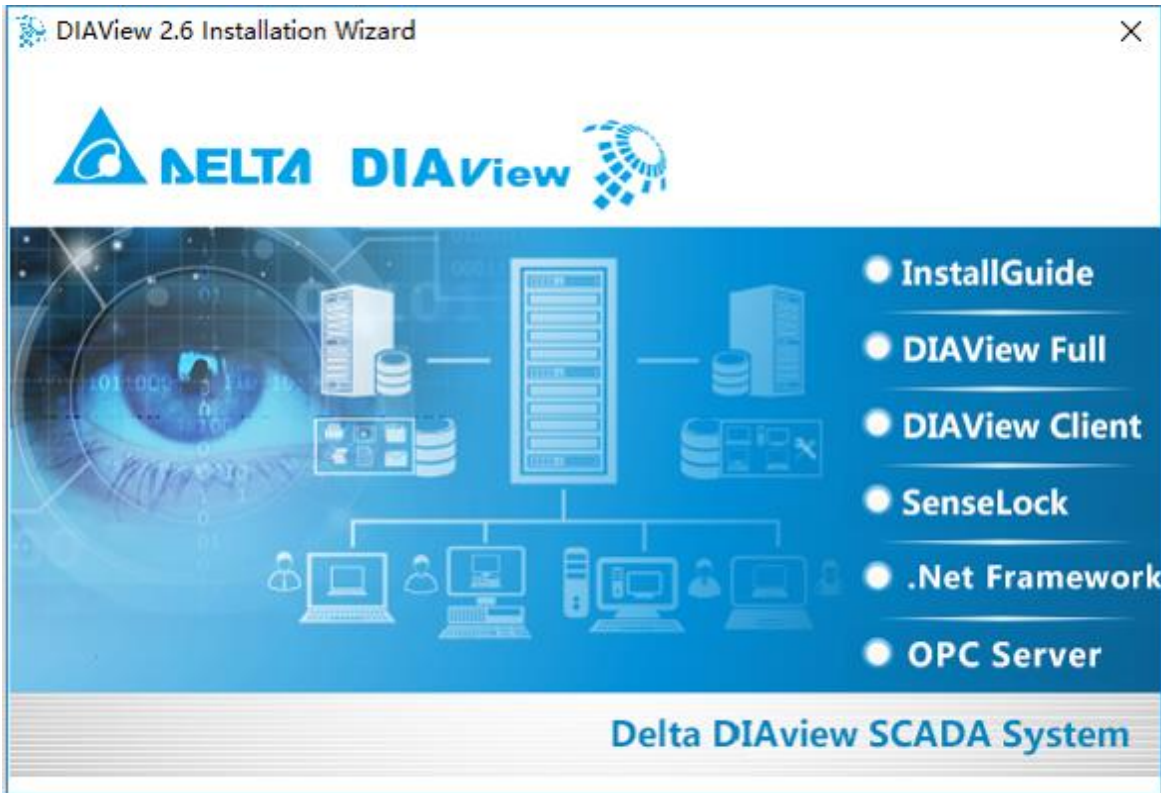 DIAView 2.6 Installation Wizard
DELTA DIAView
InstallGuide
DIAView Full
DIAView Client
SenseLock
.Net Framework
OPC Server
Delta DIAview SCADA System